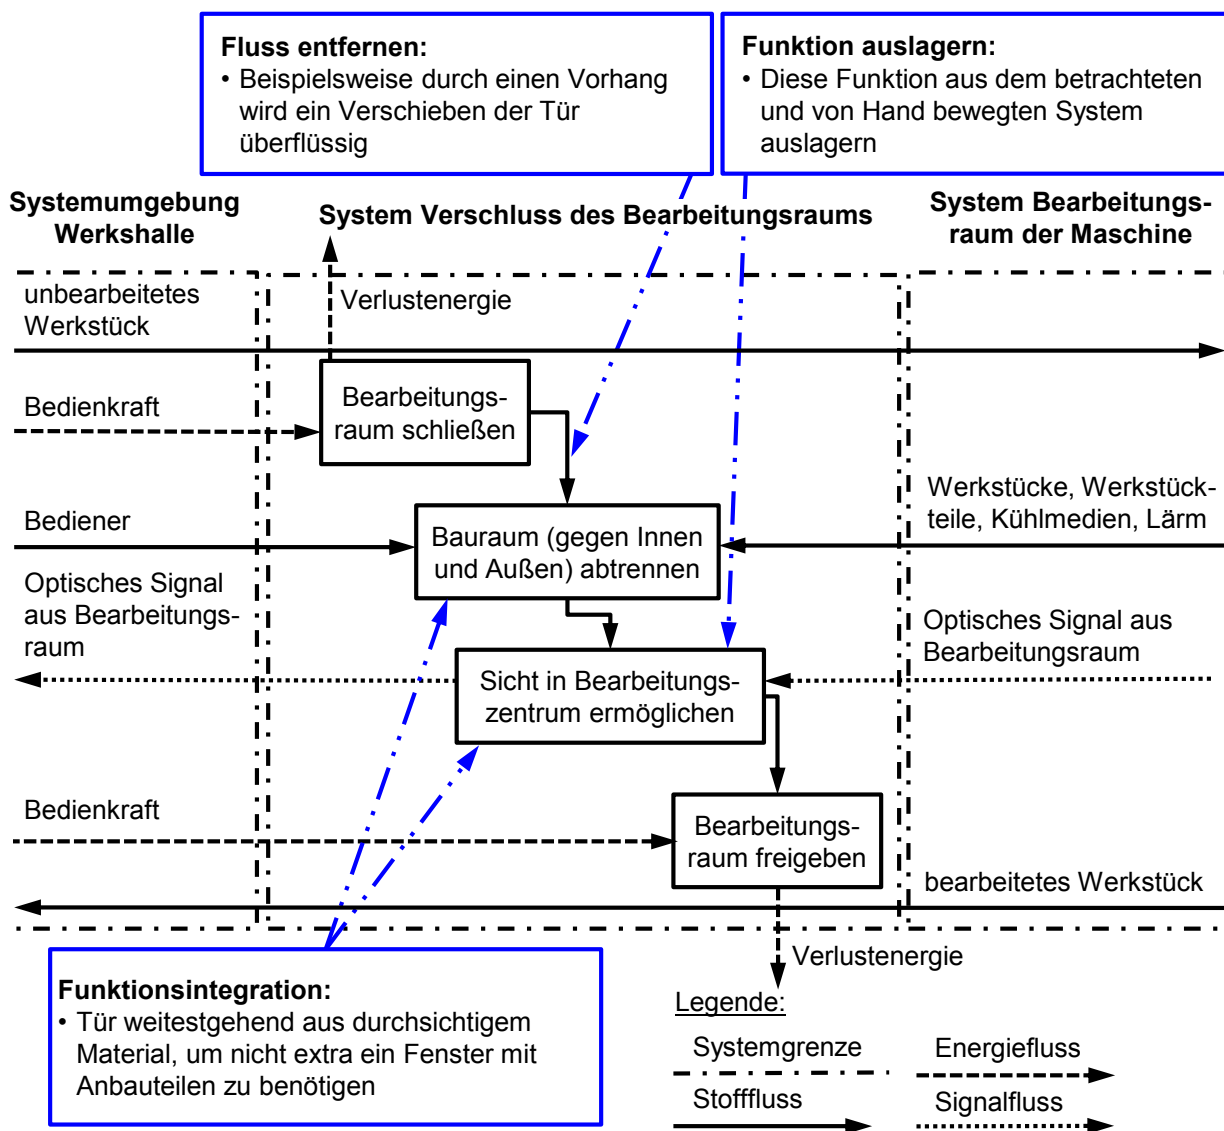 Fluss entfernen:
• Beispielsweise durch einen Vorhang
wird ein Verschieben der Tür
überflüssig
Funktion auslagern:
• Diese Funktion aus dem betrachteten
und von Hand bewegten System
auslagern
Systemumgebung
Werkshalle
System Verschluss des Bearbeitungsraums
System Bearbeitungs-
raum der Maschine
unbearbeitetes
Werkstück
Verlustenergie
Bedienkraft
Bearbeitungs-
raum schließen
Bediener
Bauraum (gegen Innen
und Außen) abtrennen
Werkstücke, Werkstück-
teile, Kühlmedien, Lärm
Optisches Signal
aus Bearbeitungs-
raum
Sicht in Bearbeitungs-
zentrum ermöglichen
Optisches Signal aus
Bearbeitungsraum
Bedienkraft
Bearbeitungs-
raum freigeben
bearbeitetes Werkstück
Verlustenergie
Funktionsintegration:
• Tür weitestgehend aus durchsichtigem
Material, um nicht extra ein Fenster mit
Anbauteilen zu benötigen
Legende:
Systemgrenze
Energiefluss
Stofffluss
Signalfluss